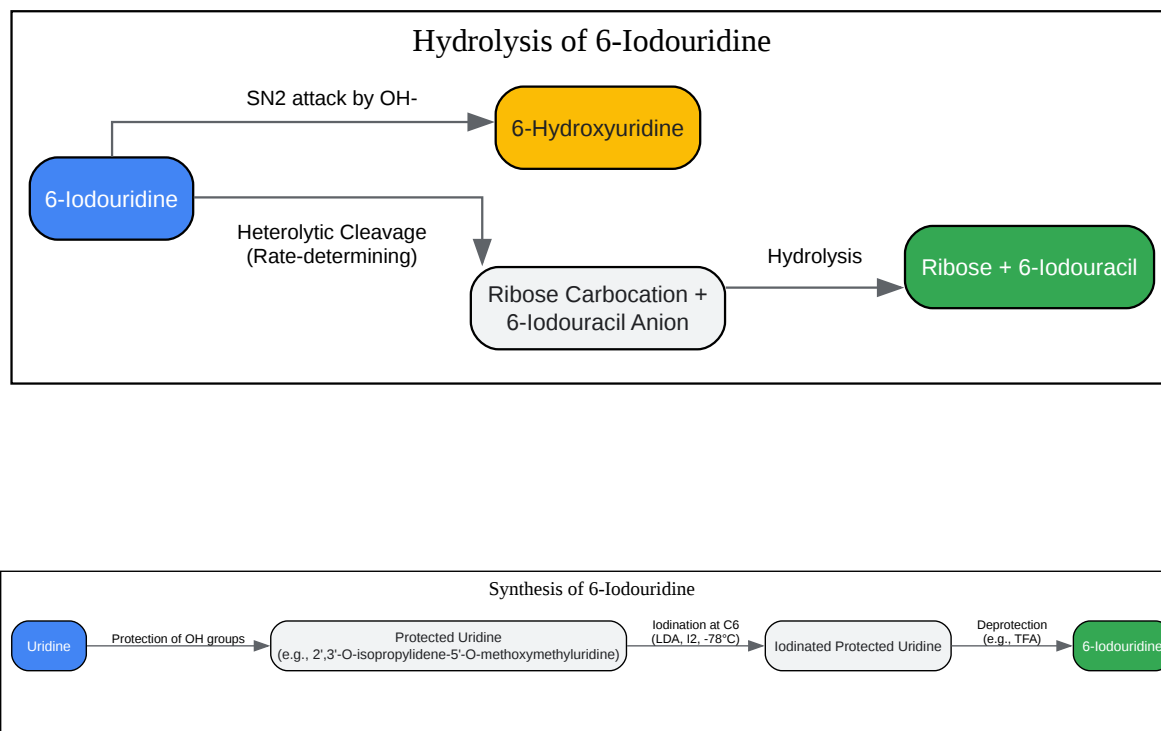 Hydrolysis of 6-Iodouridine
SN2 attack by OH-
6-Hydroxyuridine
6-Iodouridine
Heterolytic Cleavage
(Rate-determining)
Hydrolysis
Ribose + 6-Iodouracil
Ribose Carbocation +
6-Iodouracil Anion
Synthesis of 6-Iodouridine
Uridine
Protection of OH groups
Protected Uridine
(e.g., 2',3'-O-isopropylidene-5'-O-methoxymethyluridine)
Iodination at C6
(LDA, I2, -78°C)
Iodinated Protected Uridine
Deprotection
(e.g., TFA)
6-Iodouridine